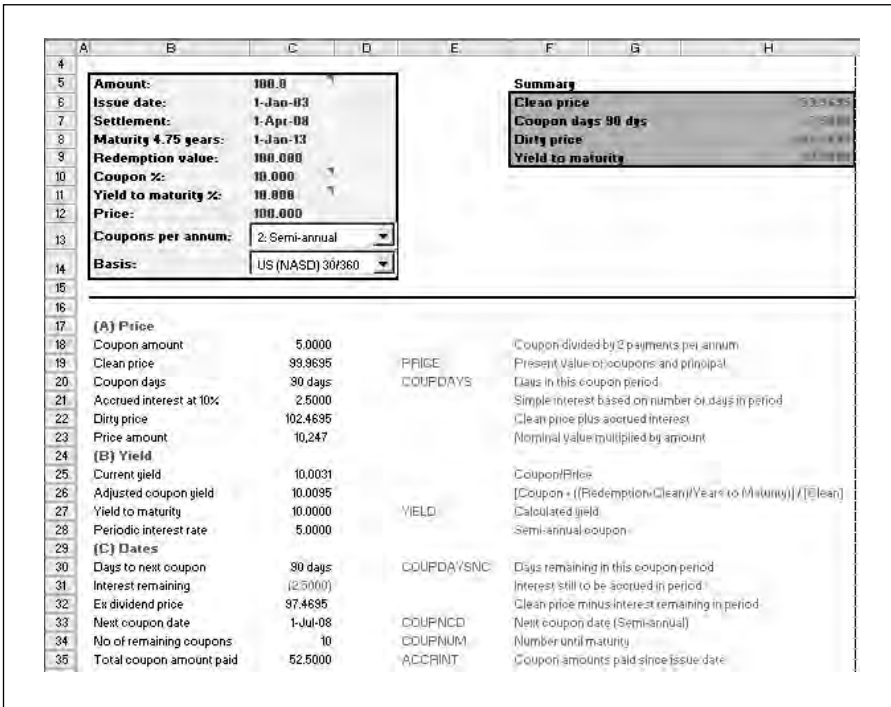 A B C D E F G H
4
5 Amount: 100.0 Summary
6 Issue date: 1-Jan-03 Clean price 99.9695
7 Settlement: 1-Apr-08 Coupon days 90 dys
8 Maturity 4.75 years: 1-Jan-13 Dirty price
9 Redemption value: 100.000 Yield to maturity
10 Coupon %: 10.000
11 Yield to maturity %: 10.000
12 Price: 100.000
13 Coupons per annum: 2: Semi-annual
14 Basis: US (NASD) 30/360
15
16
17 (A) Price
18 Coupon amount 5.0000 Coupon divided by 2 payments per annum
19 Clean price 99.9695 PRICE Present value of coupons and principal
20 Coupon days 90 days COUPDAYS Days in this coupon period
21 Accrued interest at 10% 2.5000 Simple interest based on number of days in period
22 Dirty price 102.4695 Clean price plus accrued interest
23 Price amount 10,247 Nominal value multiplied by amount
24 (B) Yield
25 Current yield 10.0031 Coupon/Price
26 Adjusted coupon yield 10.0095 [Coupon + ((Redemption-Clean)/Years to Maturity)] / [Clean]
27 Yield to maturity 10.0000 YIELD Calculated yield
28 Periodic interest rate 5.0000 Semi-annual coupon
29 (C) Dates
30 Days to next coupon 90 days COUPDAYSNC Days remaining in this coupon period
31 Interest remaining (2.5000) Interest still to be accrued in period
32 Ex dividend price 97.4695 Clean price minus interest remaining in period
33 Next coupon date 1-Jul-08 COUPNCD Next coupon date (Semi-annual)
34 No of remaining coupons 10 COUPNUM Number until maturity
35 Total coupon amount paid 52.5000 ACCRINT Coupon amounts paid since issue date